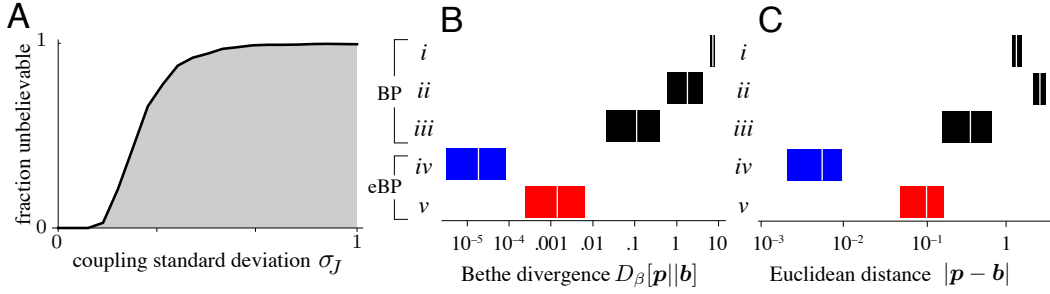 A
1
0
fraction unbelievable
0
1
coupling standard deviation σ_J
B
BP
eBP
i
ii
iii
iv
v
10⁻⁵ 10⁻⁴ .001 .01 .1 1 10
Bethe divergence D_β[p||b]
C
i
ii
iii
iv
v
10⁻³ 10⁻² 10⁻¹ 1
Euclidean distance |p − b|